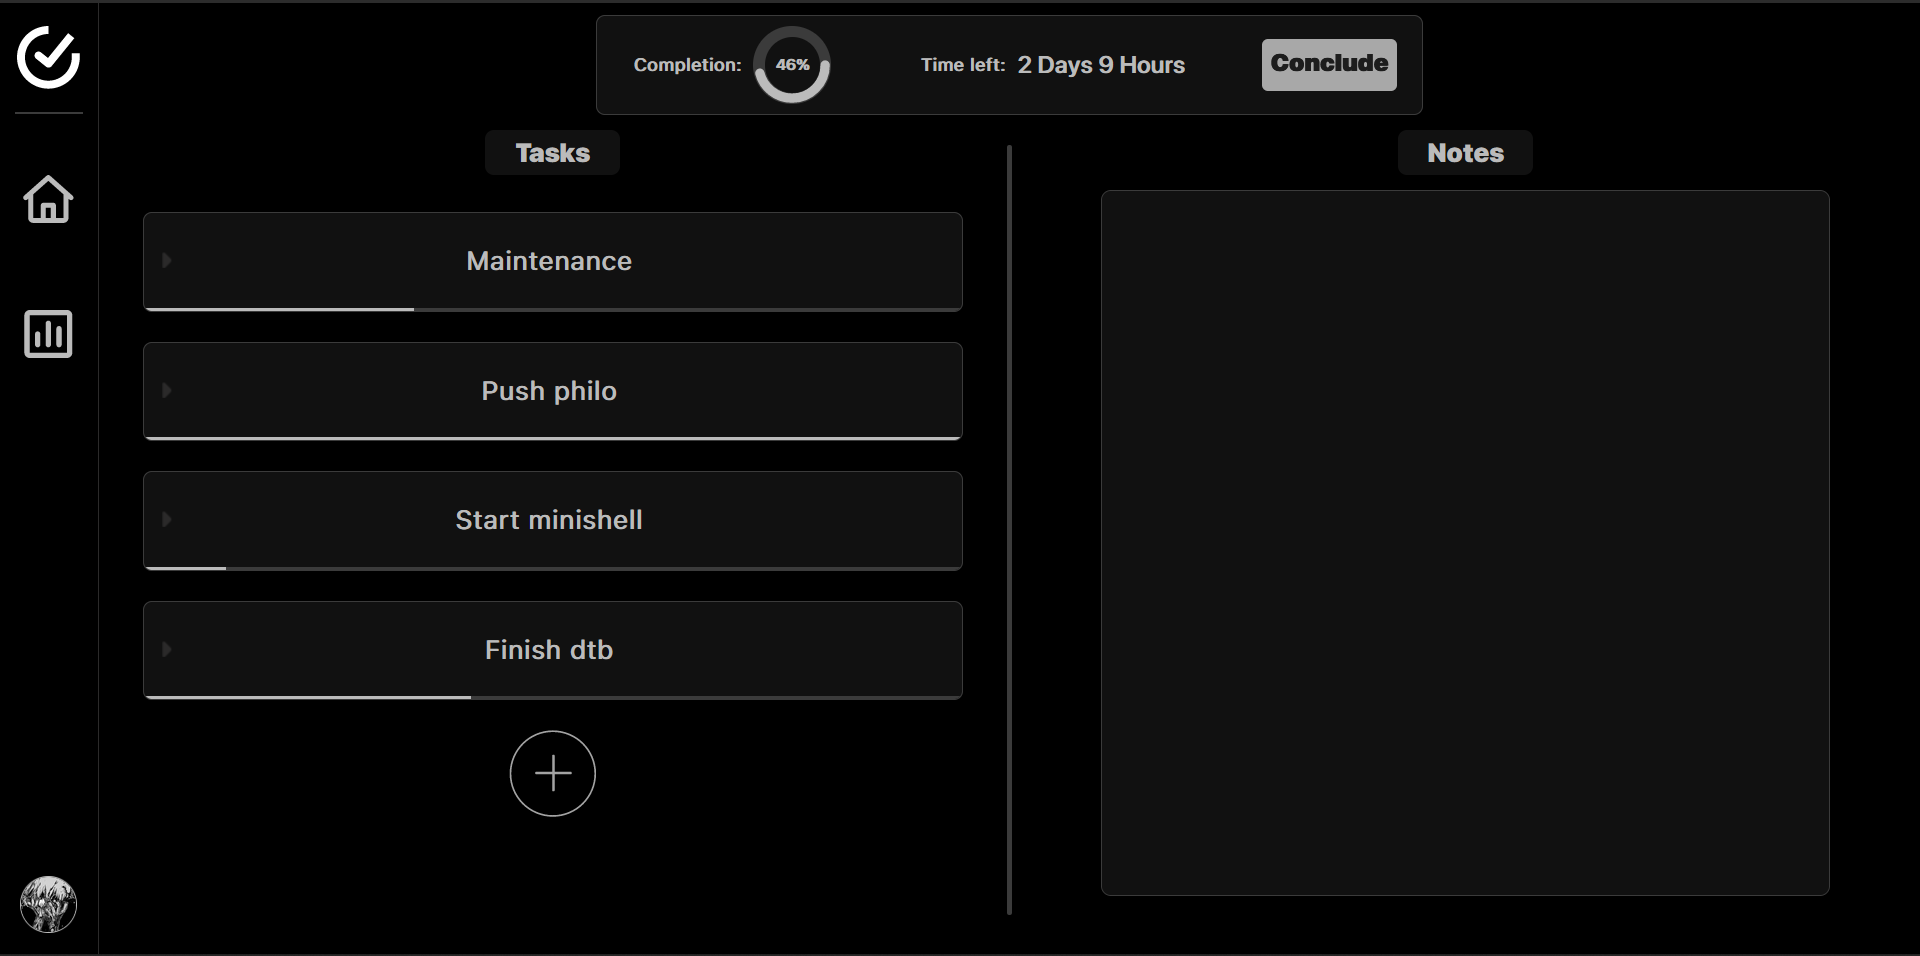 Completion: 46% Time left: 2 Days 9 Hours Conclude
Tasks
Notes
Maintenance
Push philo
Start minishell
Finish dtb